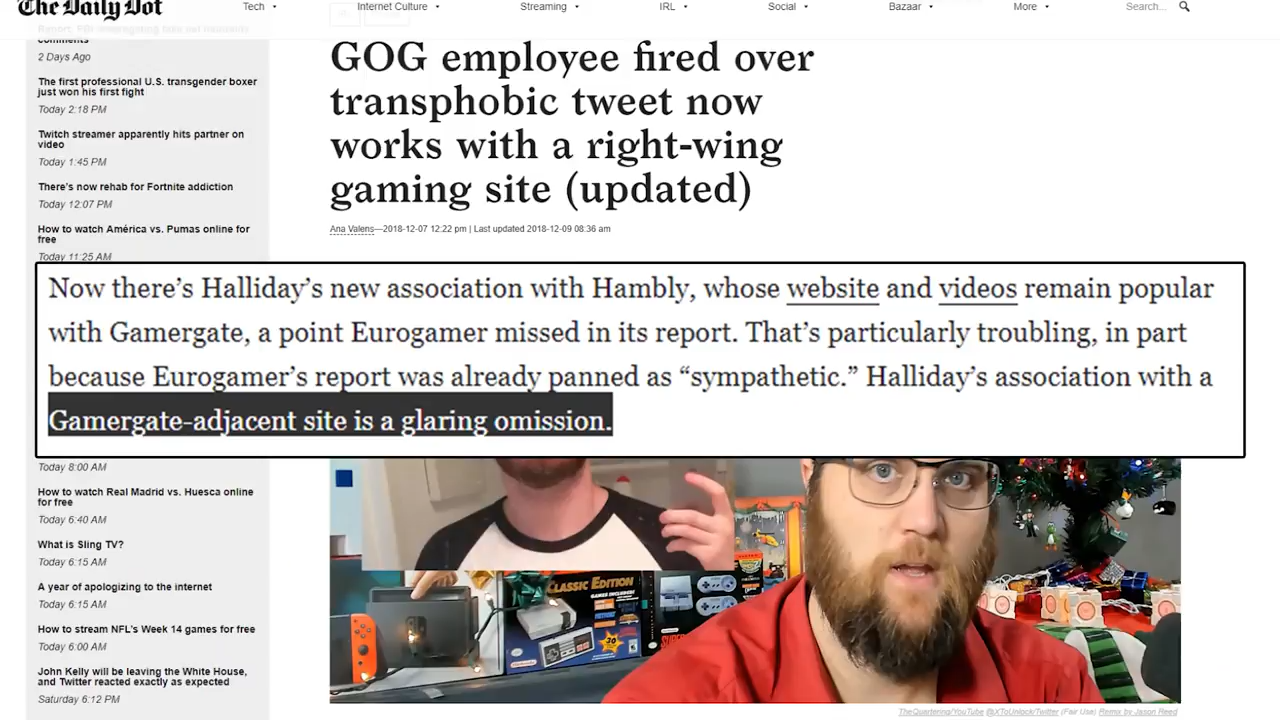 The Daily Dot
Tech
Internet Culture
Streaming
IRL
Social
Bazaar
More
Search...
comments
2 Days Ago
The first professional U.S. transgender boxer
just won his first fight
Today 2:18 PM
Twitch streamer apparently hits partner on
video
Today 1:45 PM
There's now rehab for Fortnite addiction
Today 12:07 PM
How to watch América vs. Pumas online for
free
Today 11:25 AM
GOG employee fired over
transphobic tweet now
works with a right-wing
gaming site (updated)
Ana Valens—2018-12-07 12:22 pm | Last updated 2018-12-09 08:36 am
Now there's Halliday's new association with Hambly, whose website and videos remain popular
with Gamergate, a point Eurogamer missed in its report. That's particularly troubling, in part
because Eurogamer's report was already panned as “sympathetic.” Halliday's association with a
Gamergate-adjacent site is a glaring omission.
Today 8:00 AM
How to watch Real Madrid vs. Huesca online
for free
Today 6:40 AM
What is Sling TV?
Today 6:15 AM
A year of apologizing to the internet
Today 6:15 AM
How to stream NFL's Week 14 games for free
Today 6:00 AM
John Kelly will be leaving the White House,
and Twitter reacted exactly as expected
Saturday 6:12 PM
CLASSIC EDITION
GAMES INCLUDED!
30
SUPER
TheQuartering/YouTube @XToUnlock/Twitter (Fair Use) Remix by Jason Reed